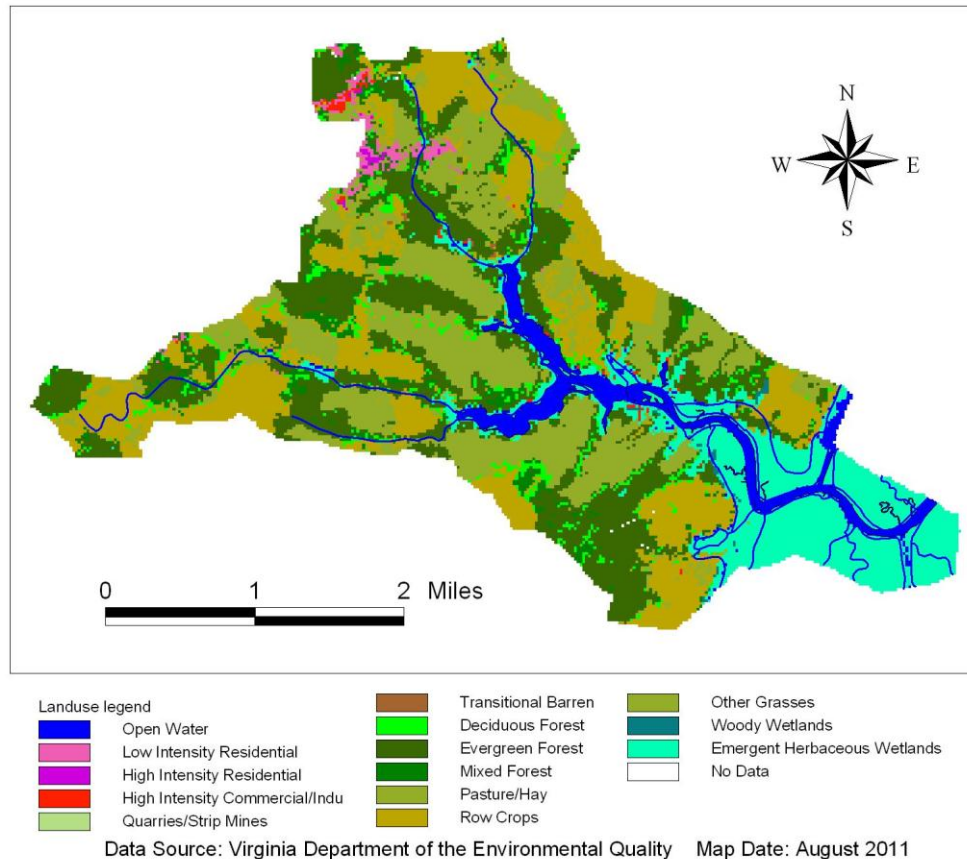 N
W E
S
0 1 2 Miles
Landuse legend
Open Water
Low Intensity Residential
High Intensity Residential
High Intensity Commercial/Indu
Quarries/Strip Mines
Transitional Barren
Deciduous Forest
Evergreen Forest
Mixed Forest
Pasture/Hay
Row Crops
Other Grasses
Woody Wetlands
Emergent Herbaceous Wetlands
No Data
Data Source: Virginia Department of the Environmental Quality Map Date: August 2011